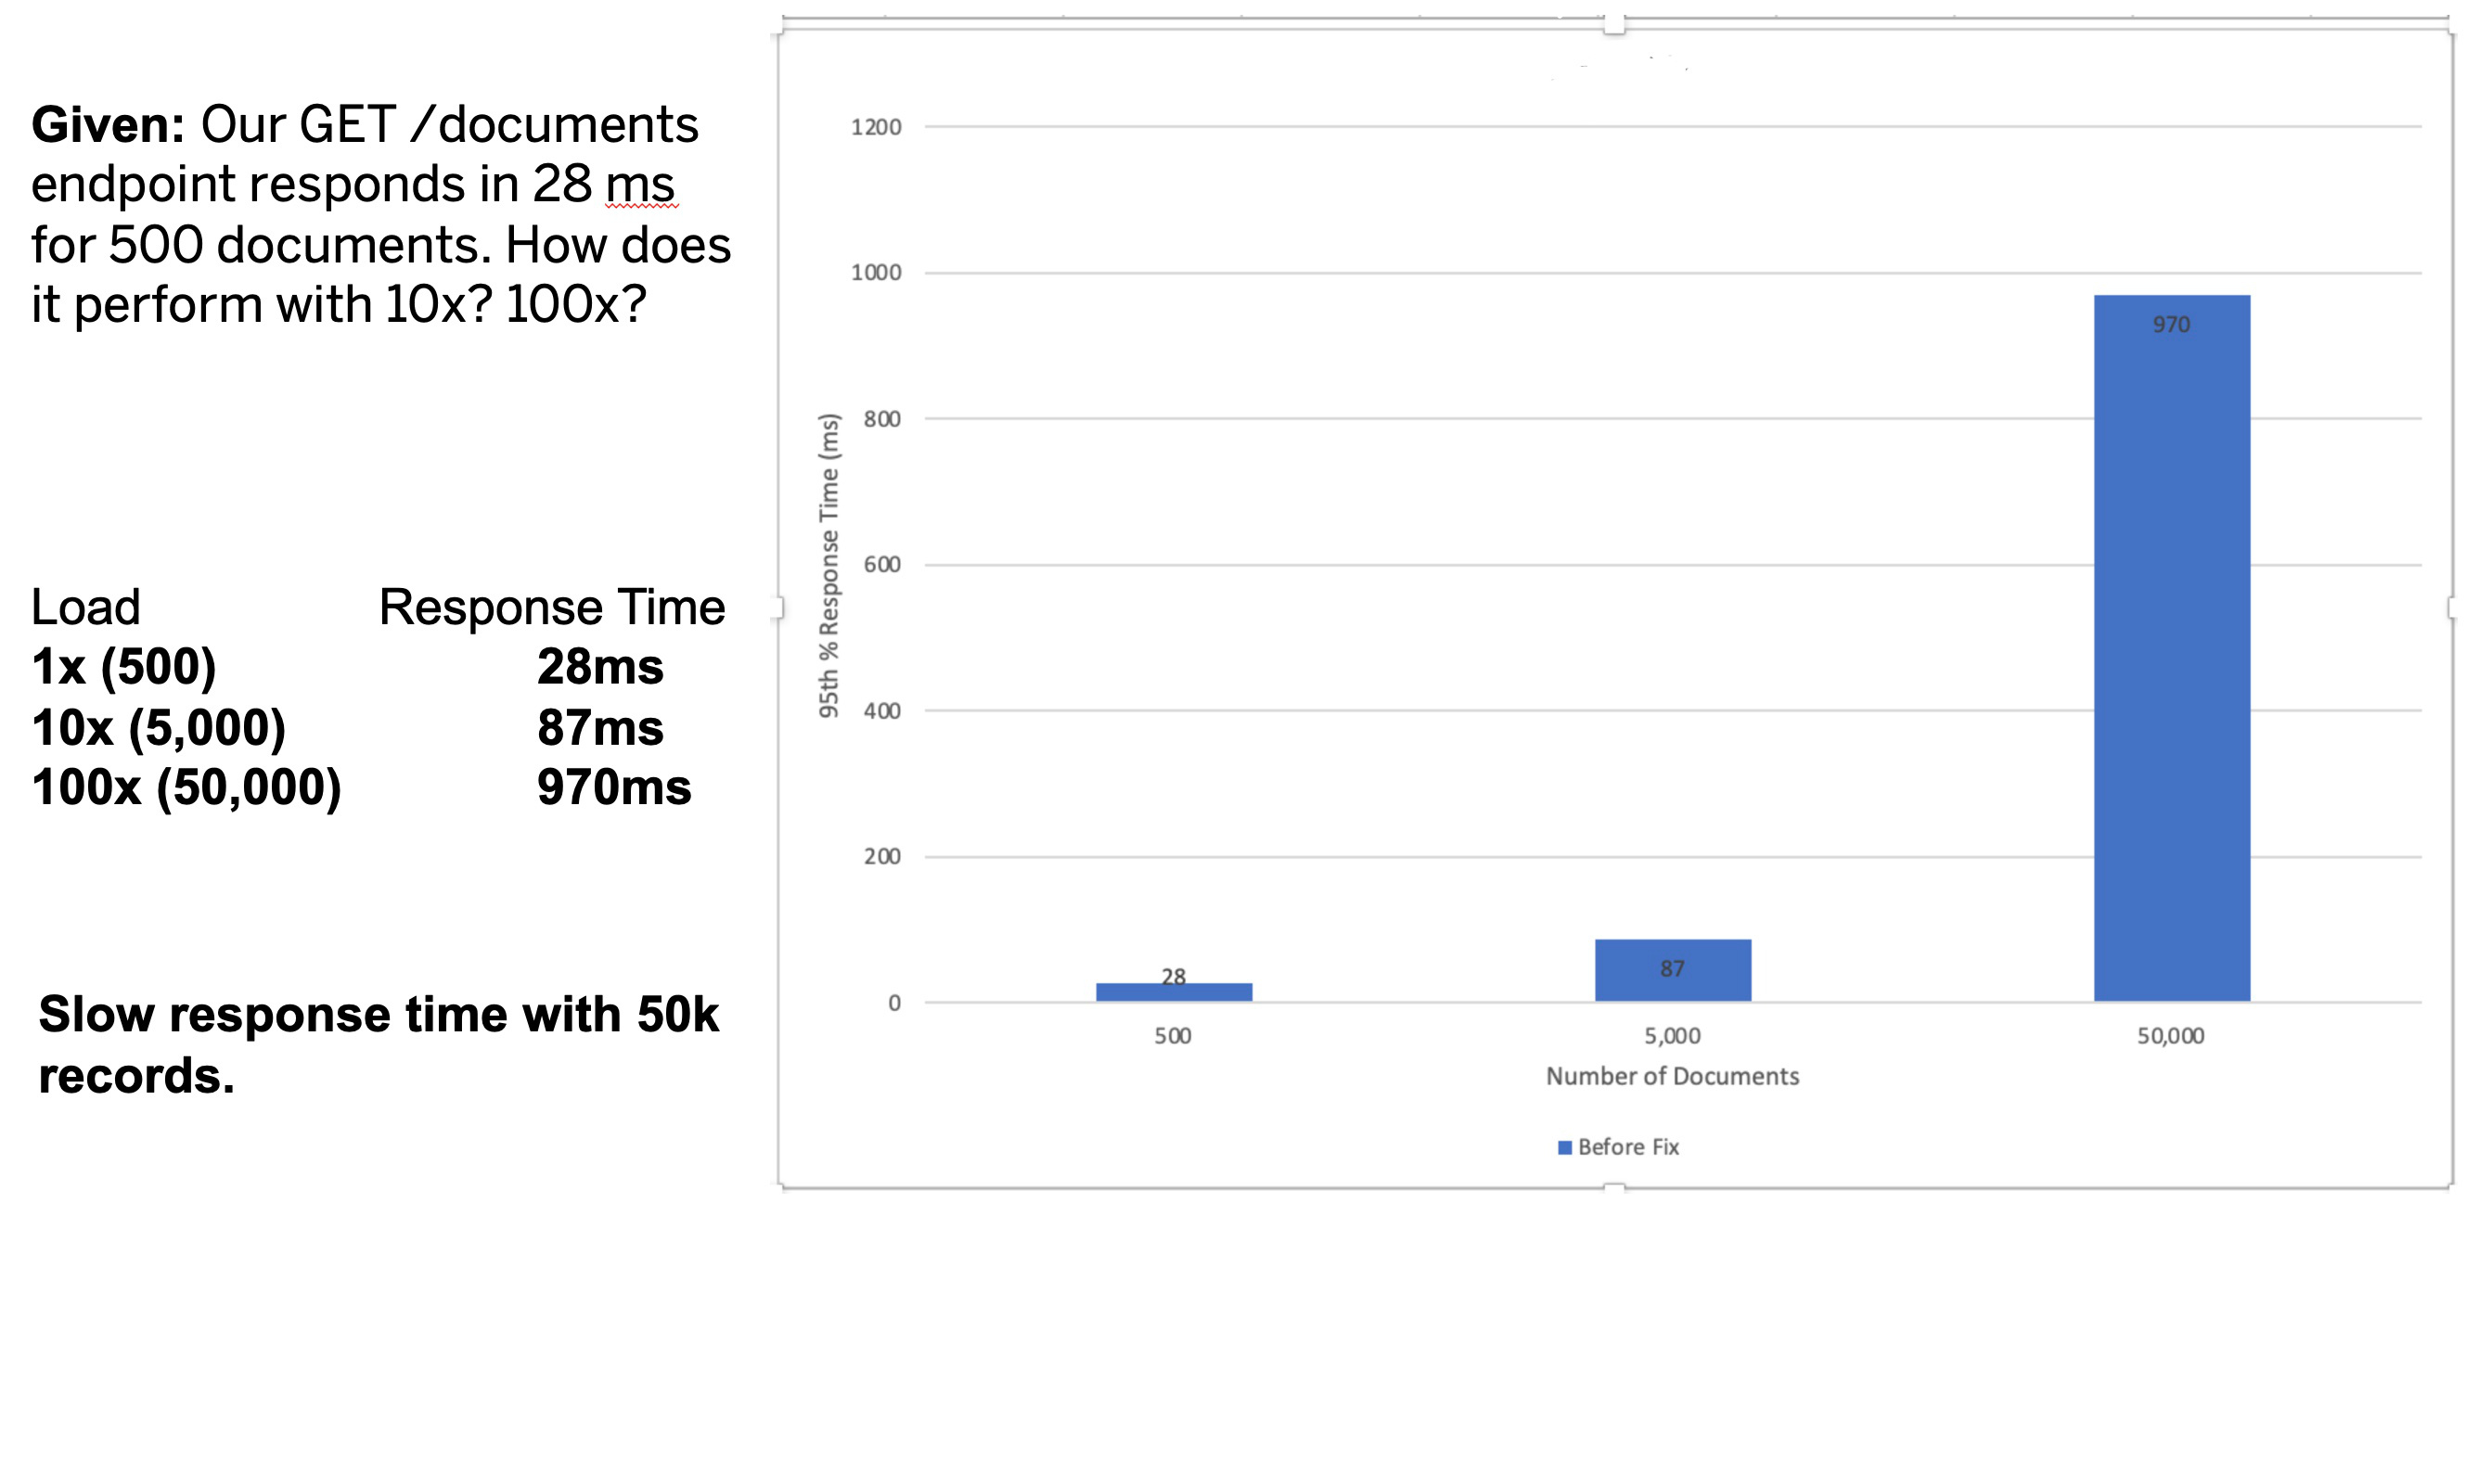 Given: Our GET /documents
endpoint responds in 28 ms
for 500 documents. How does
it perform with 10x? 100x?
Load Response Time
1x (500) 28ms
10x (5,000) 87ms
100x (50,000) 970ms
Slow response time with 50k
records.
95th % Response Time (ms)
1200
1000
800
600
400
200
0
28
87
970
500 5,000 50,000
Number of Documents
Before Fix